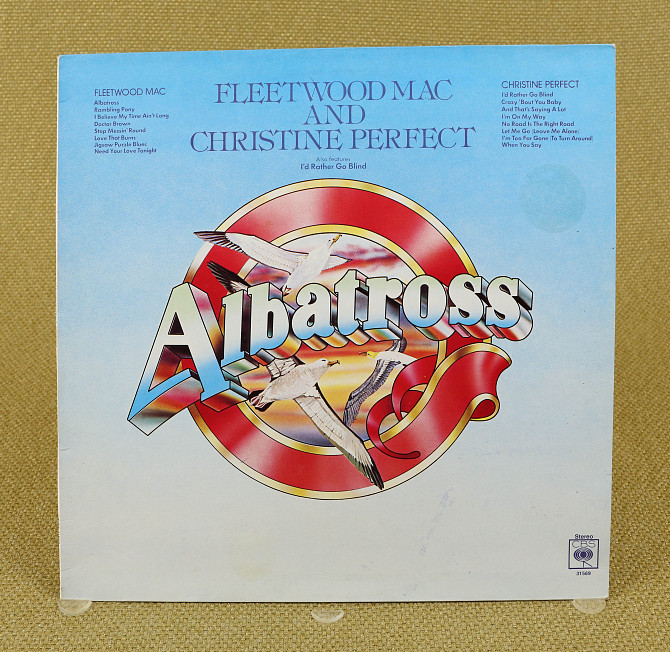 FLEETWOOD MAC
Albatross
Rambling Pony
I Believe My Time Ain't Long
Doctor Brown
Stop Messin' Round
Love That Burns
Jigsaw Puzzle Blues
Need Your Love Tonight
FLEETWOOD MAC
AND
CHRISTINE PERFECT
Also features
I'd Rather Go Blind
CHRISTINE PERFECT
I'd Rather Go Blind
Crazy 'Bout You Baby
And That's Saying A Lot
I'm On My Way
No Road Is The Right Road
Let Me Go (Leave Me Alone)
I'm Too Far Gone (To Turn Around)
When You Say
Albatross
Stereo
CBS
31569